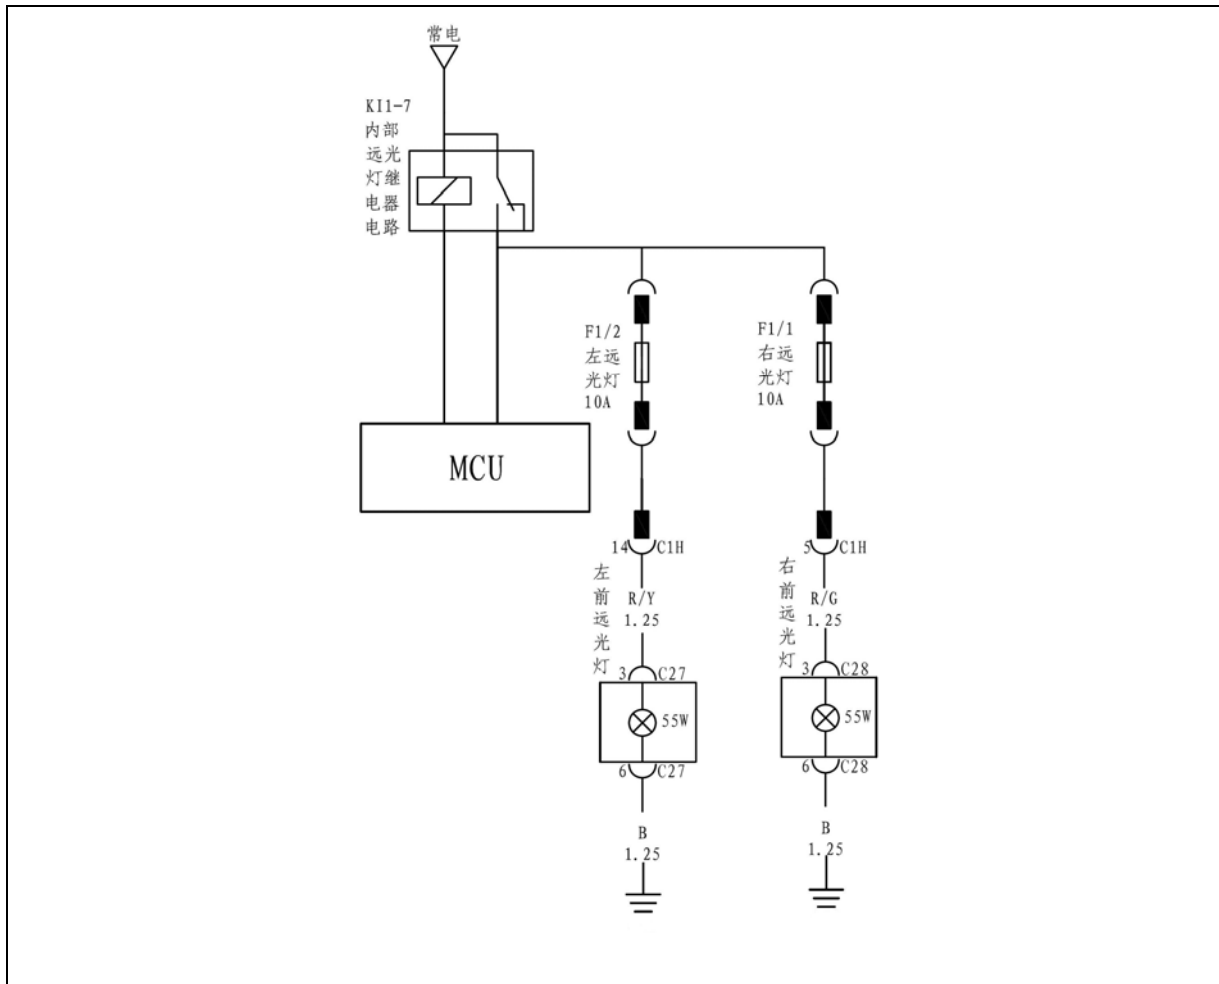 常电
KI1-7
内部
远光
灯继
电器
电路
F1/2
左远
光灯
10A
F1/1
右远
光灯
10A
MCU
14 C1H
5 C1H
左前远光灯
R/Y
1.25
右前远光灯
R/G
1.25
3 C27
3 C28
55W
55W
6 C27
6 C28
B
1.25
B
1.25